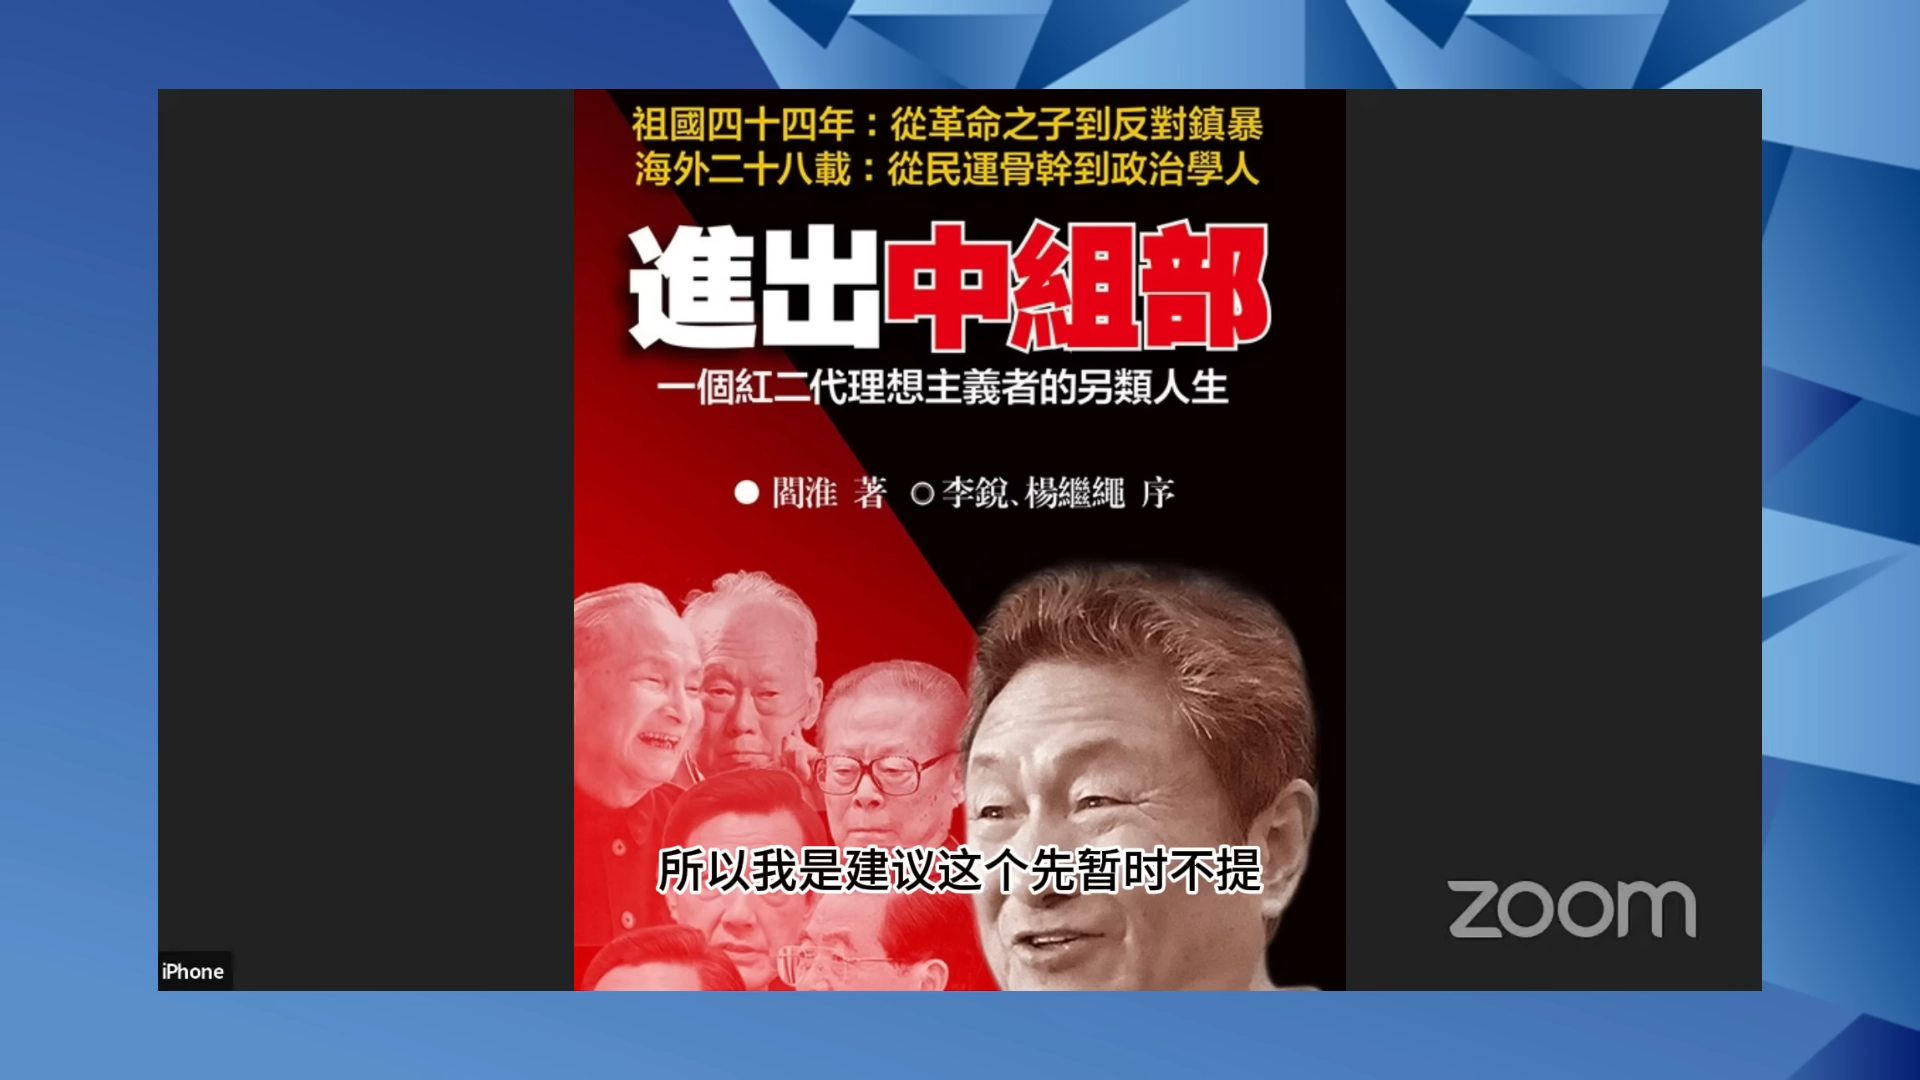 祖國四十四年：從革命之子到反對鎮暴
海外二十八載：從民運骨幹到政治學人
進出中組部
一個紅二代理想主義者的另類人生
● 閻淮 著 ◎ 李銳、楊繼繩 序
所以我是建议这个先暂时不提
zoom
iPhone